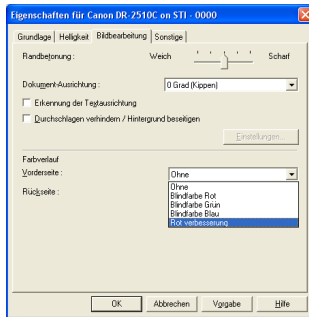 Eigenschaften für Canon DR-2510C on STI - 0000
Grundlage Helligkeit Bildbearbeitung Sonstige
Randbetonung : Weich Scharf
Dokument-Ausrichtung : 0 Grad (Kippen)
Erkennung der Textausrichtung
Durchschlagen verhindern / Hintergrund beseitigen
Einstellungen...
Farbverlauf
Vorderseite : Ohne
Ohne
Rückseite : Blindfarbe Rot
Blindfarbe Grün
Blindfarbe Blau
Rot verbesserung
OK Abbrechen Vorgabe Hilfe